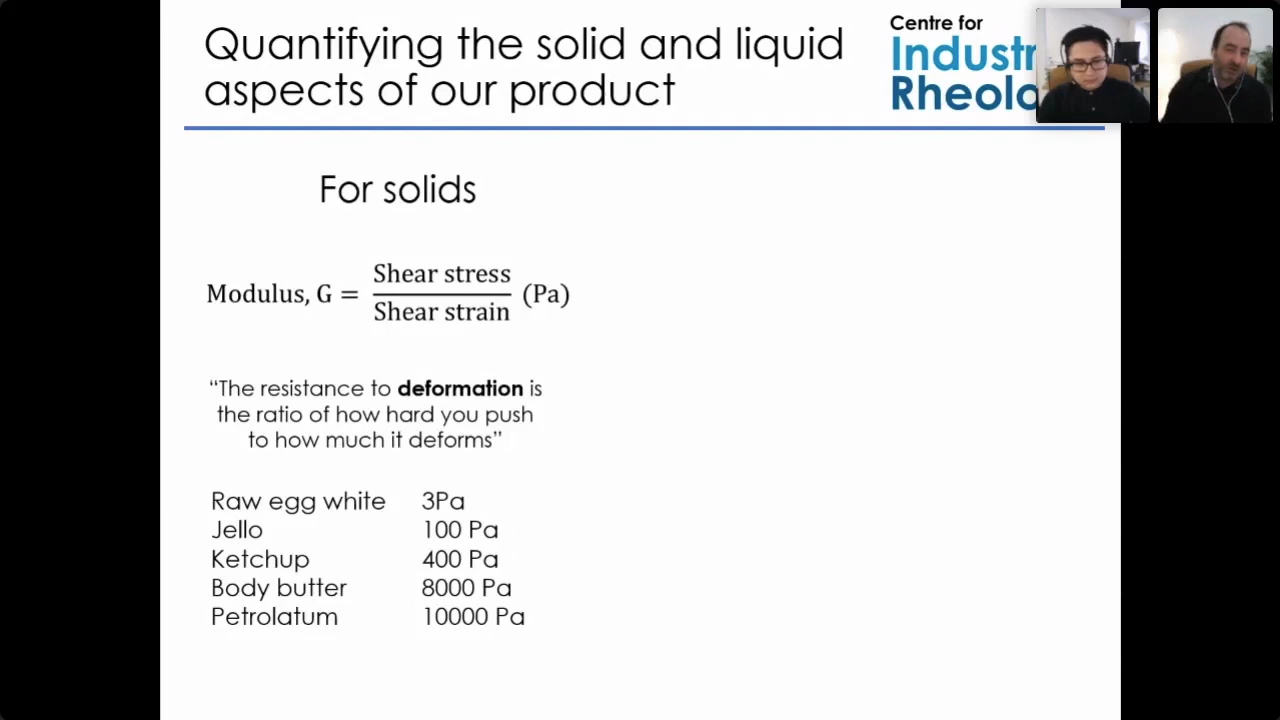 Quantifying the solid and liquid
aspects of our product
Centre for
For solids
Modulus, G = Shear stress / Shear strain (Pa)
“The resistance to deformation is
the ratio of how hard you push
to how much it deforms”
Raw egg white 3Pa
Jello 100 Pa
Ketchup 400 Pa
Body butter 8000 Pa
Petrolatum 10000 Pa